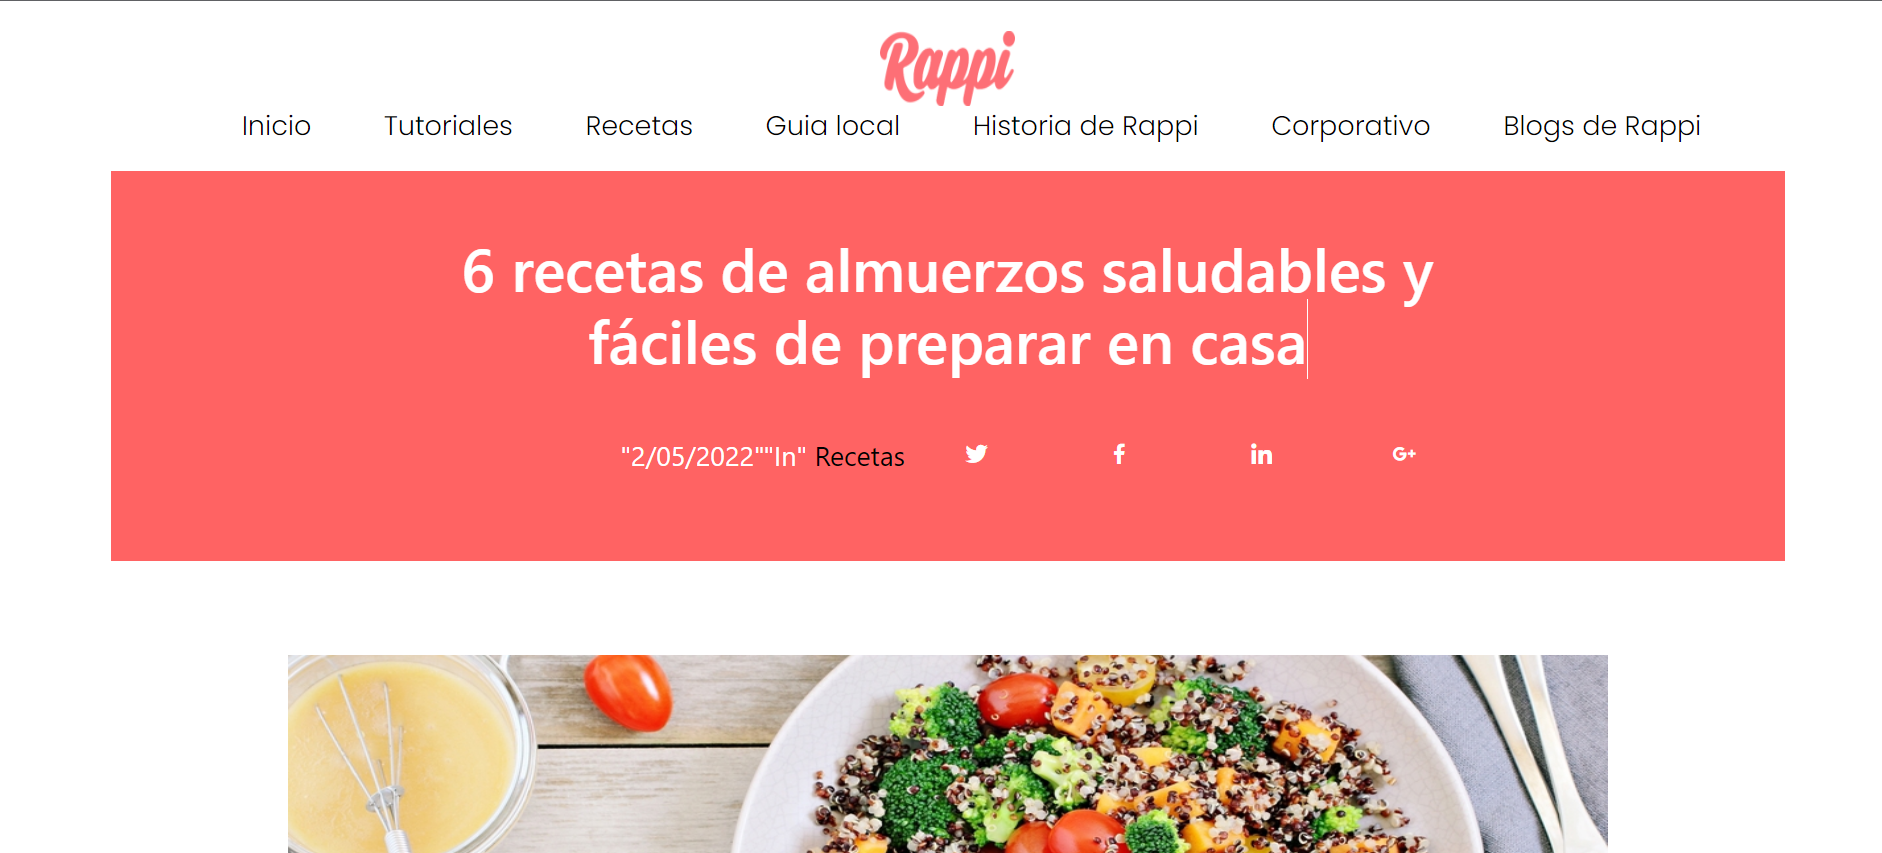 Rappi
Inicio Tutoriales Recetas Guia local Historia de Rappi Corporativo Blogs de Rappi
6 recetas de almuerzos saludables y
fáciles de preparar en casa
"2/05/2022""In" Recetas